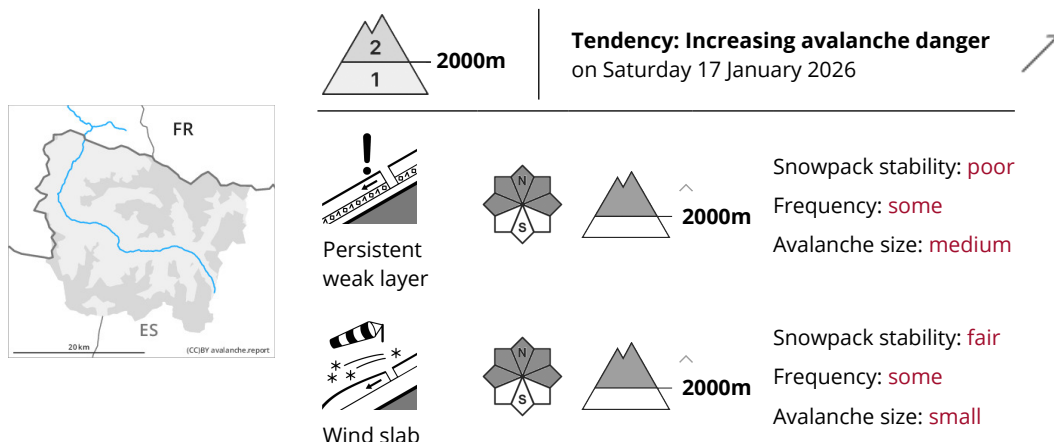 2
2000m
1
Tendency: Increasing avalanche danger
on Saturday 17 January 2026
FR
ES
20 km
(CC)BY avalanche.report
N
S
2000m
Snowpack stability: poor
Frequency: some
Avalanche size: medium
Persistent
weak layer
N
S
2000m
Snowpack stability: fair
Frequency: some
Avalanche size: small
Wind slab